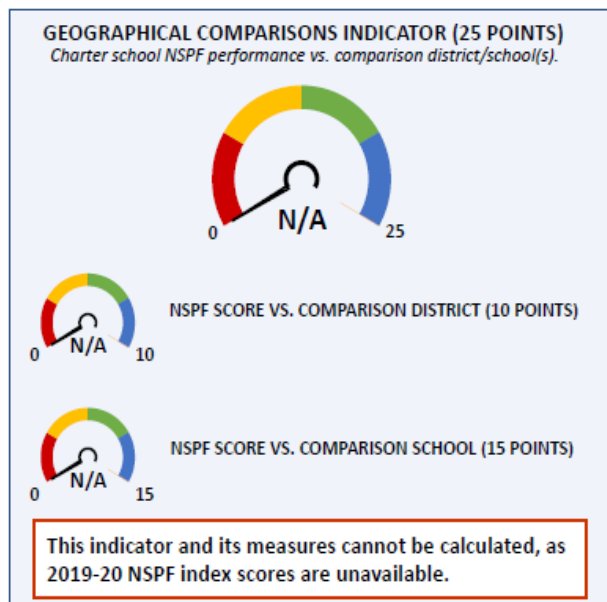 GEOGRAPHICAL COMPARISONS INDICATOR (25 POINTS)
Charter school NSPF performance vs. comparison district/school(s).
N/A
0
25
NSPF SCORE VS. COMPARISON DISTRICT (10 POINTS)
N/A
0
10
NSPF SCORE VS. COMPARISON SCHOOL (15 POINTS)
N/A
0
15
This indicator and its measures cannot be calculated, as
2019-20 NSPF index scores are unavailable.